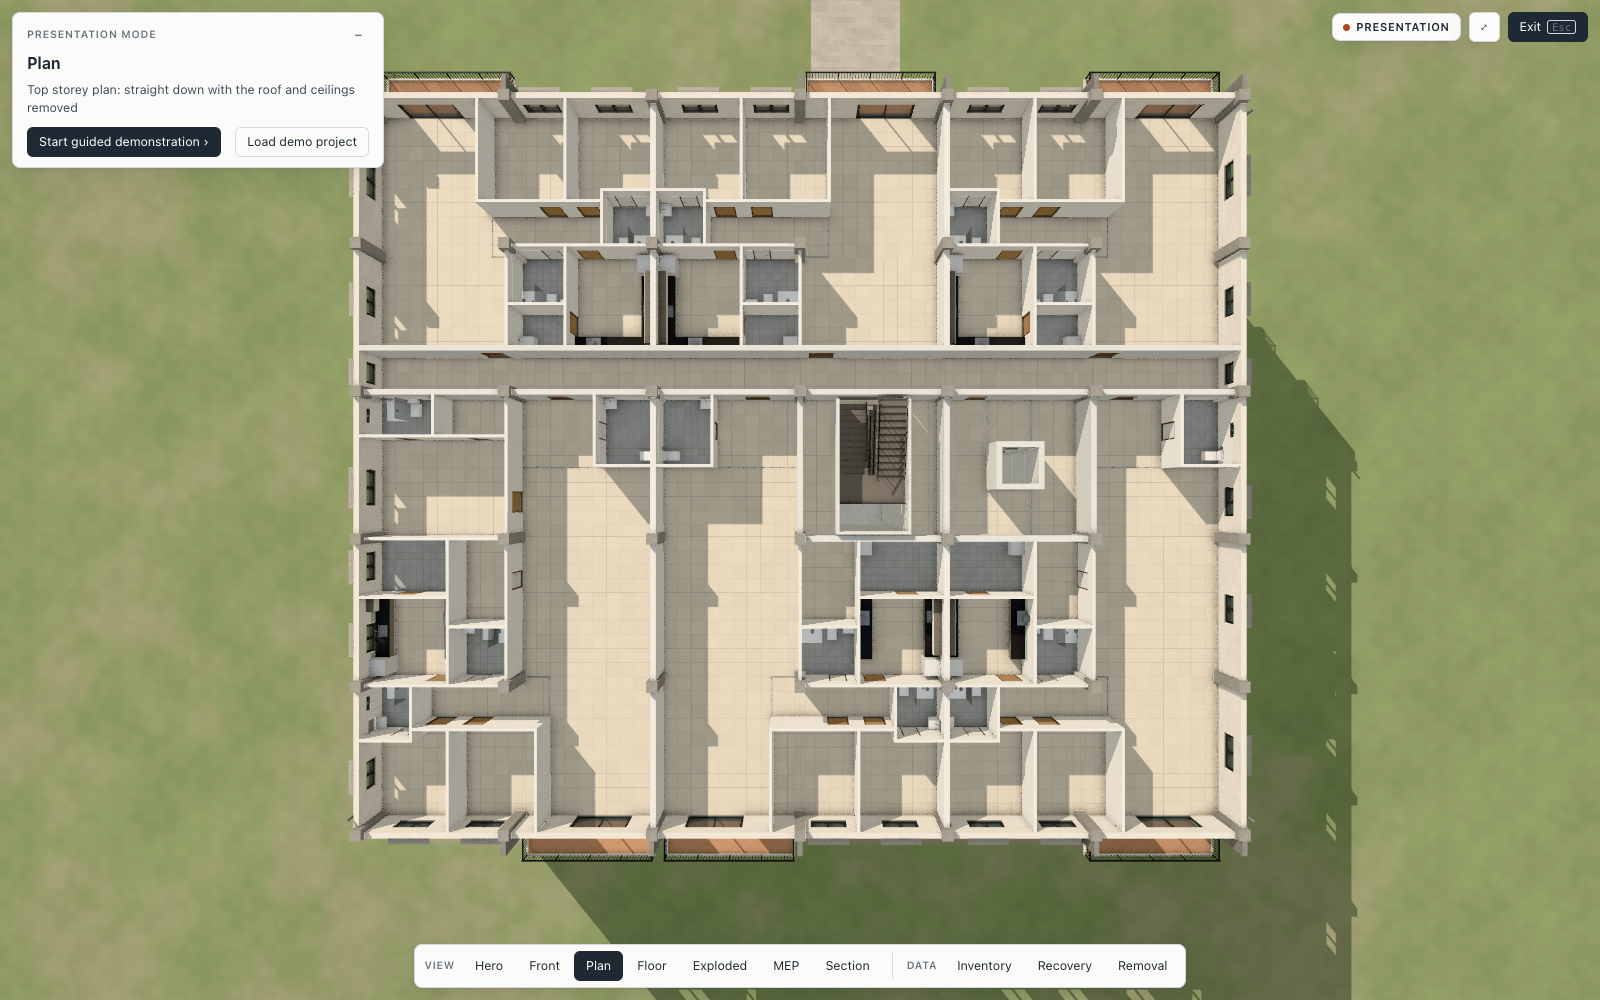 PRESENTATION MODE –
Plan
Top storey plan: straight down with the roof and ceilings
removed
Start guided demonstration ›
Load demo project
PRESENTATION
Exit Esc
VIEW Hero Front Plan Floor Exploded MEP Section DATA Inventory Recovery Removal